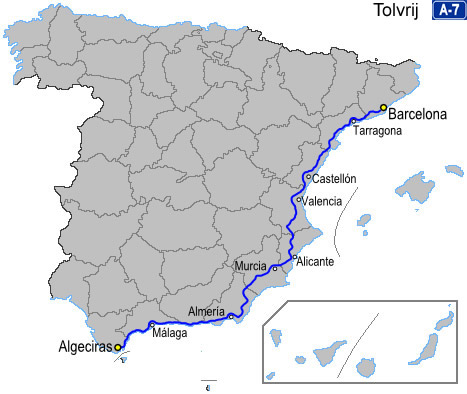 Tolvrij A-7
Barcelona
Tarragona
Castellón
Valencia
Alicante
Murcia
Almería
Málaga
Algeciras